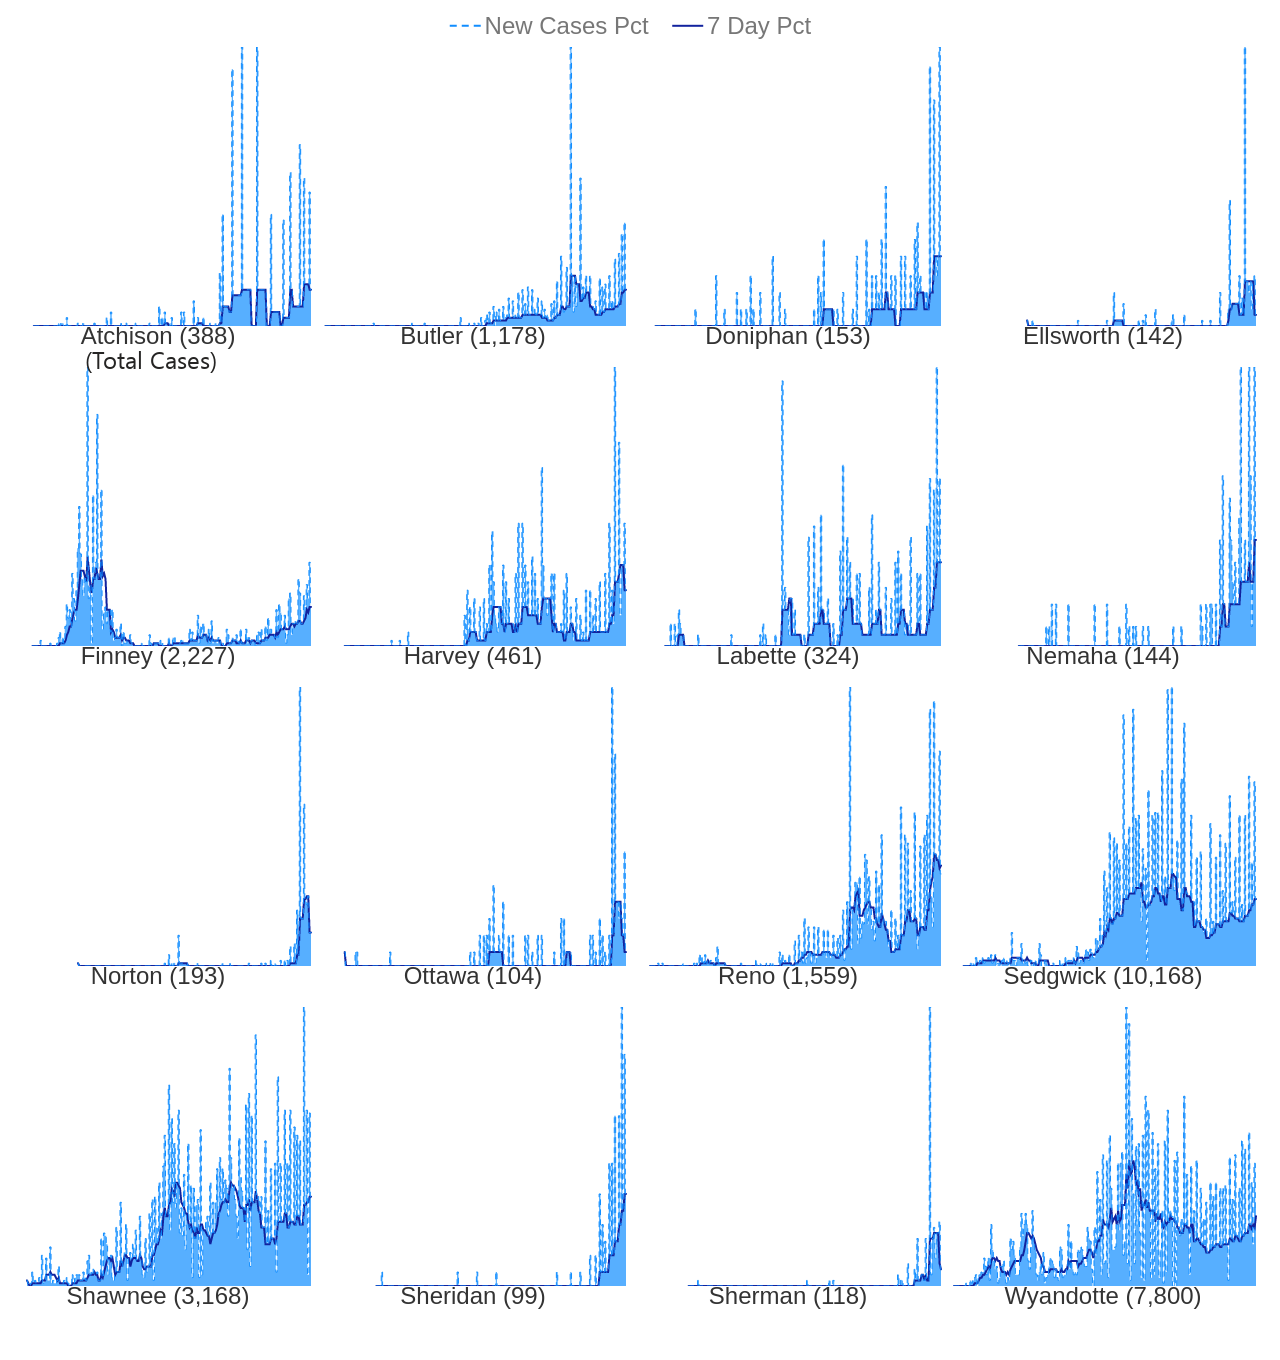 New Cases Pct 7 Day Pct
Atchison (388) Butler (1,178) Doniphan (153) Ellsworth (142)
(Total Cases)
Finney (2,227) Harvey (461) Labette (324) Nemaha (144)
Norton (193) Ottawa (104) Reno (1,559) Sedgwick (10,168)
Shawnee (3,168) Sheridan (99) Sherman (118) Wyandotte (7,800)